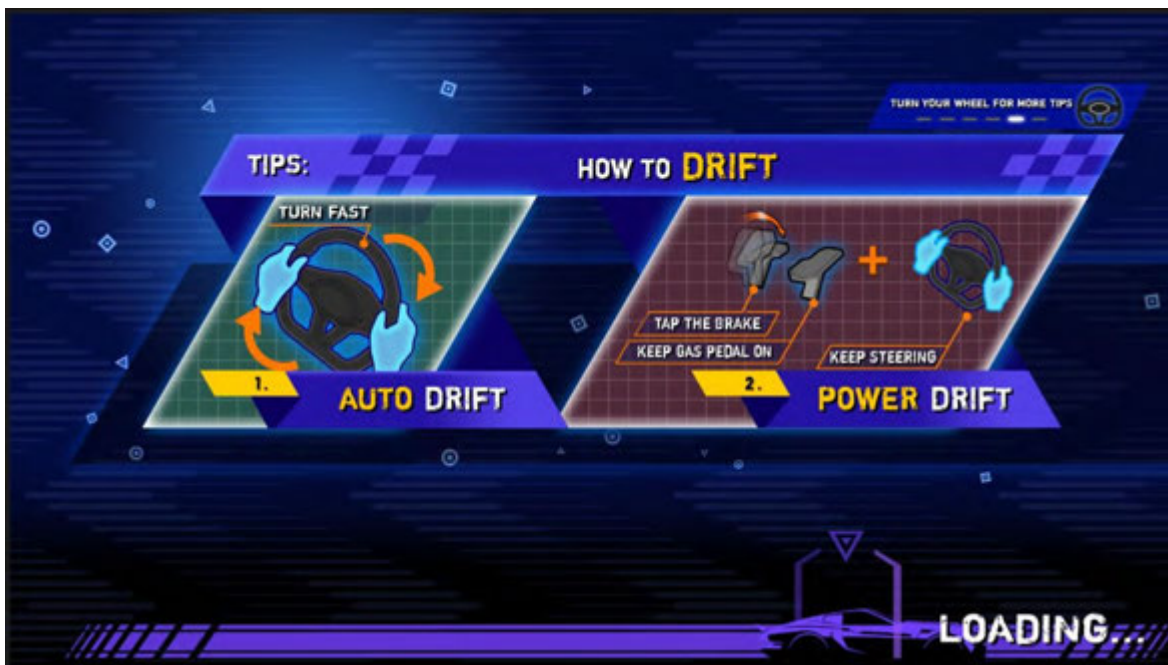 TURN YOUR WHEEL FOR MORE TIPS
TIPS:
HOW TO DRIFT
TURN FAST
1.
AUTO DRIFT
TAP THE BRAKE
KEEP GAS PEDAL ON
+
KEEP STEERING
2.
POWER DRIFT
LOADING...